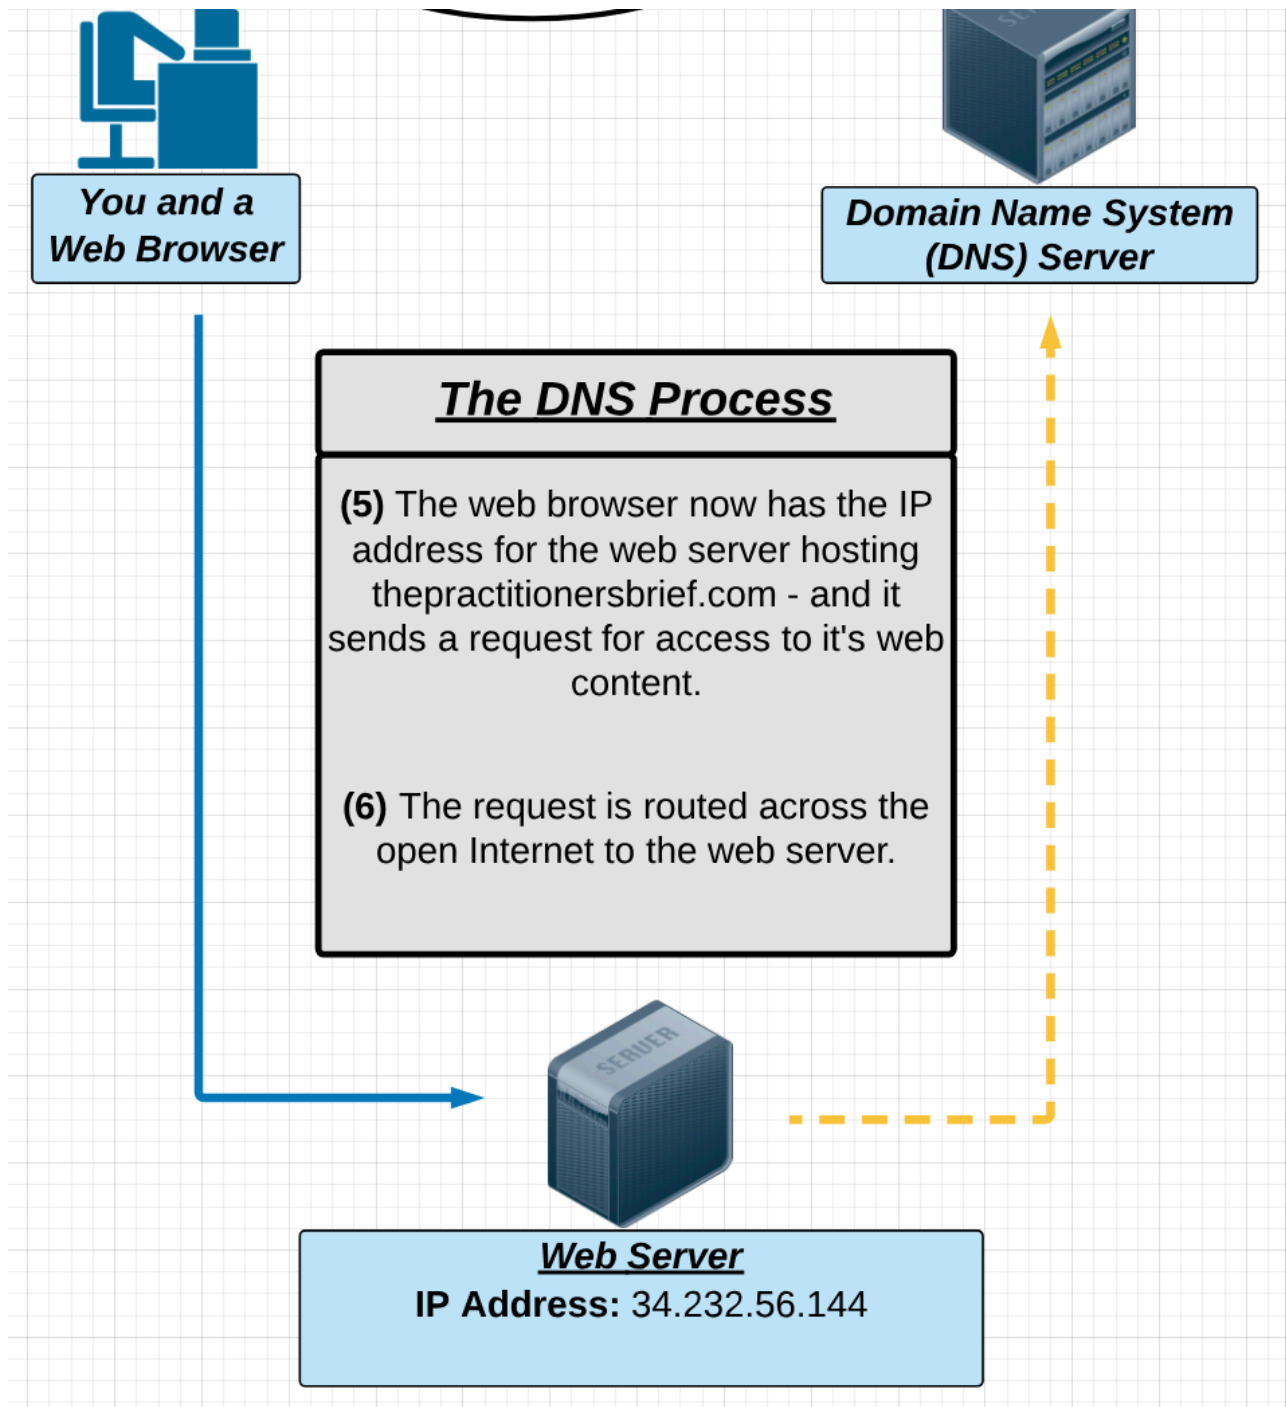 You and a
Web Browser
Domain Name System
(DNS) Server
The DNS Process
(5) The web browser now has the IP
address for the web server hosting
thepractitionersbrief.com - and it
sends a request for access to it's web
content.
(6) The request is routed across the
open Internet to the web server.
SERVER
Web Server
IP Address: 34.232.56.144